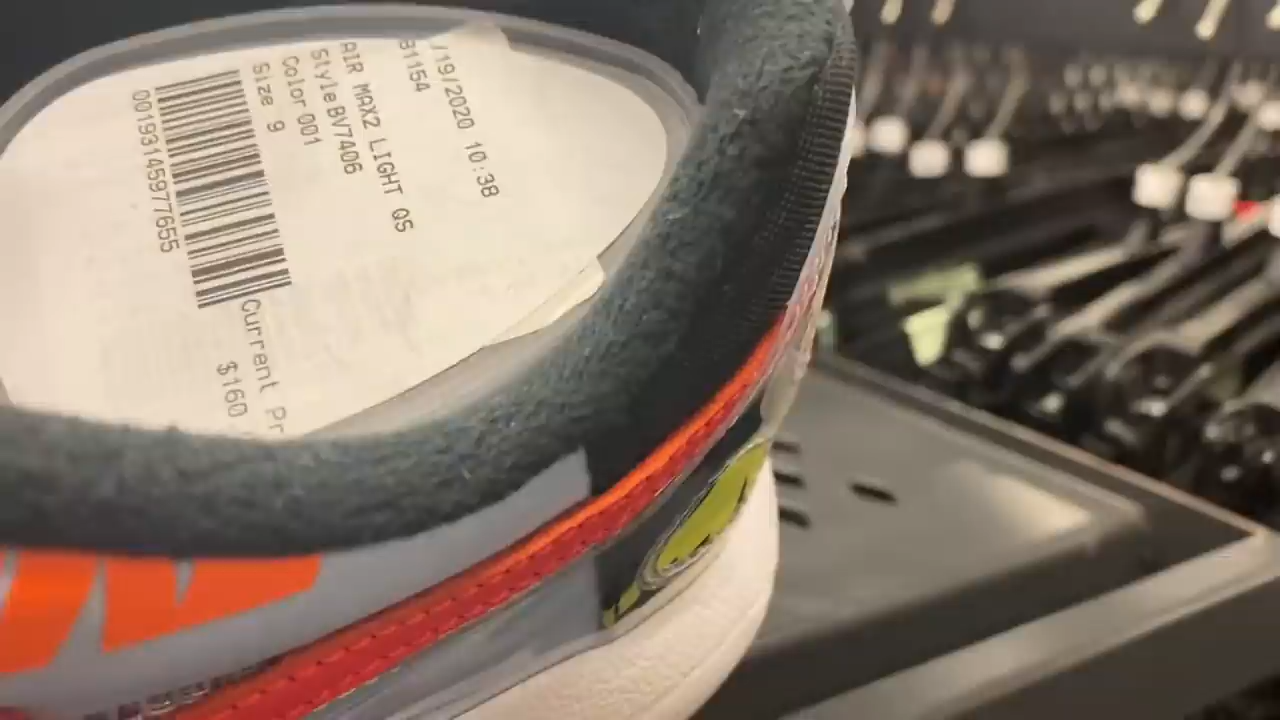 /19/2020 10:38
31154
AIR MAX2 LIGHT QS
Style BV7406
Color 001
Size 9
00193145977655
Current Pr
$160